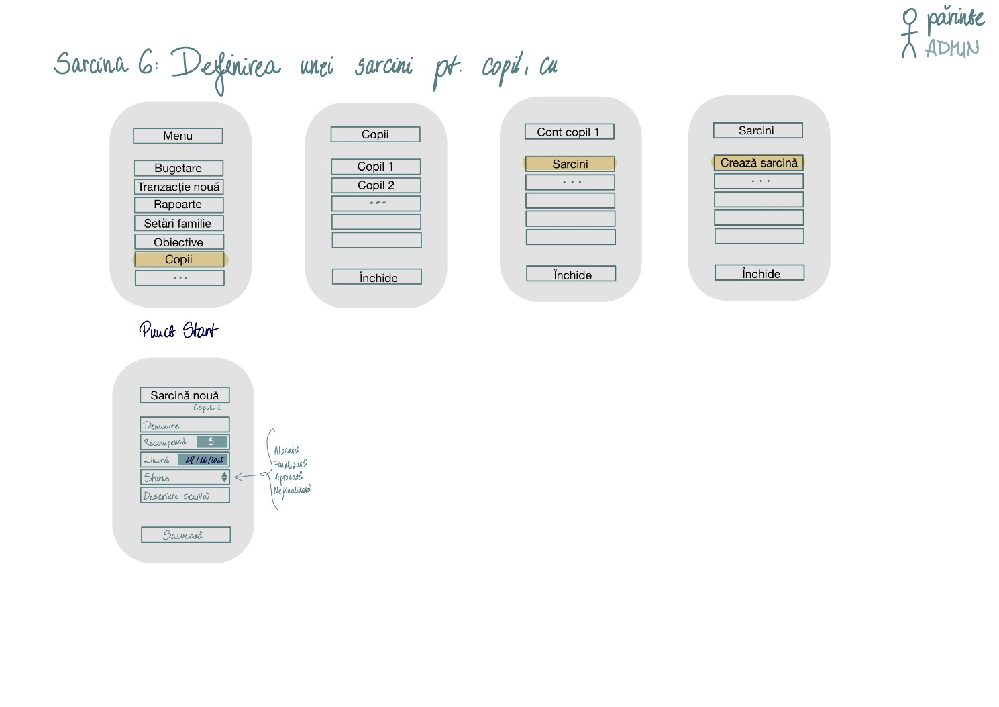 părinte
ADMIN
Sarcina 6: Definirea unei sarcini pt. copil, cu
Menu
Bugetare
Tranzacție nouă
Rapoarte
Setări familie
Obiective
Copii
...
Punct Start
Copii
Copil 1
Copil 2
---
Închide
Cont copil 1
Sarcini
...
Închide
Sarcini
Crează sarcină
...
Închide
Sarcină nouă
Copil 1
Denumire
Recompensă $
Limită 28/10/2025
Status
Descriere scurtă
Salvează
Alocată
Finalizată
Aprobată
Nefinalizată